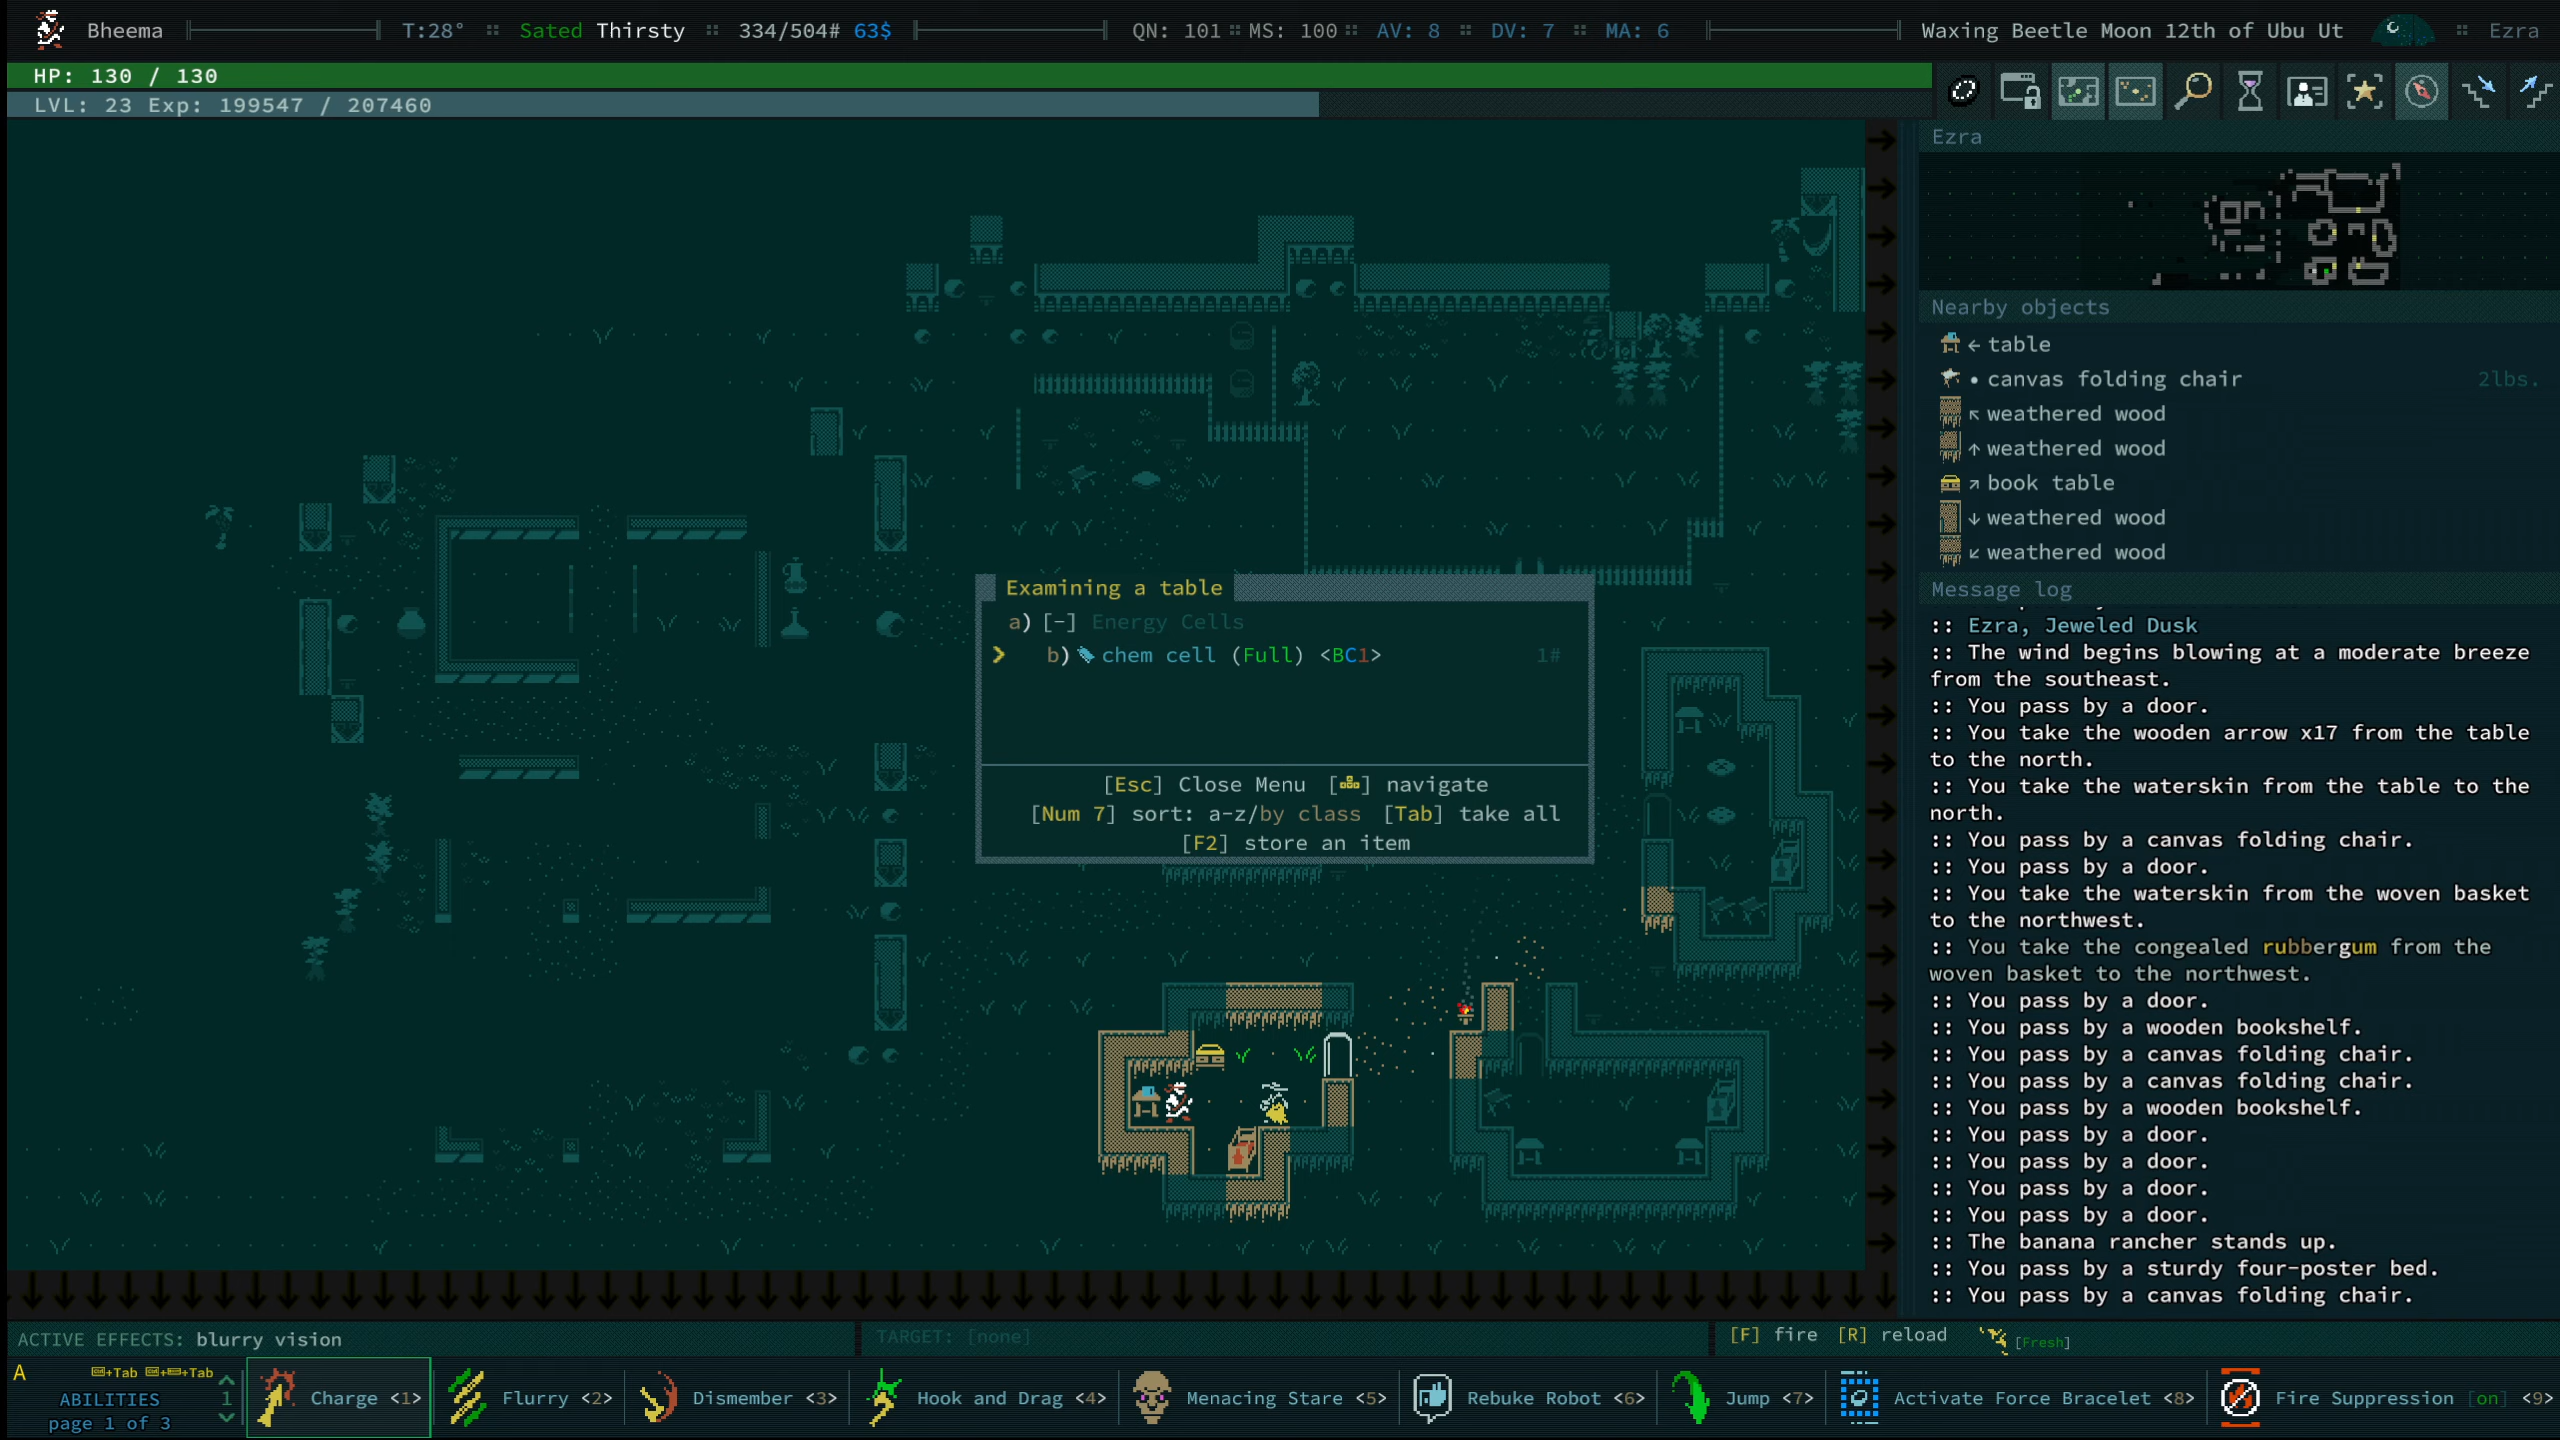 Bheema T:28° Sated Thirsty 334/504# 63$ QN: 101 MS: 100 AV: 8 DV: 7 MA: 6 Waxing Beetle Moon 12th of Ubu Ut Ezra
HP: 130 / 130
LVL: 23 Exp: 199547 / 207460
Ezra
Nearby objects
table
canvas folding chair 2lbs.
weathered wood
weathered wood
book table
weathered wood
weathered wood
Message log
:: Ezra, Jeweled Dusk
:: The wind begins blowing at a moderate breeze
from the southeast.
:: You pass by a door.
:: You take the wooden arrow x17 from the table
to the north.
:: You take the waterskin from the table to the
north.
:: You pass by a canvas folding chair.
:: You pass by a door.
:: You take the waterskin from the woven basket
to the northwest.
:: You take the congealed rubbergum from the
woven basket to the northwest.
:: You pass by a door.
:: You pass by a wooden bookshelf.
:: You pass by a canvas folding chair.
:: You pass by a canvas folding chair.
:: You pass by a wooden bookshelf.
:: You pass by a door.
:: You pass by a door.
:: You pass by a door.
:: You pass by a door.
:: The banana rancher stands up.
:: You pass by a sturdy four-poster bed.
:: You pass by a canvas folding chair.
Examining a table
a) [-] Energy Cells
b) chem cell (Full) <BC1> 1#
[Esc] Close Menu [] navigate
[Num 7] sort: a-z/by class [Tab] take all
[F2] store an item
ACTIVE EFFECTS: blurry vision TARGET: [none] [F] fire [R] reload [Fresh]
A +Tab +Tab
ABILITIES 1
page 1 of 3
Charge <1> Flurry <2> Dismember <3> Hook and Drag <4> Menacing Stare <5> Rebuke Robot <6> Jump <7> Activate Force Bracelet <8> Fire Suppression [on] <9>